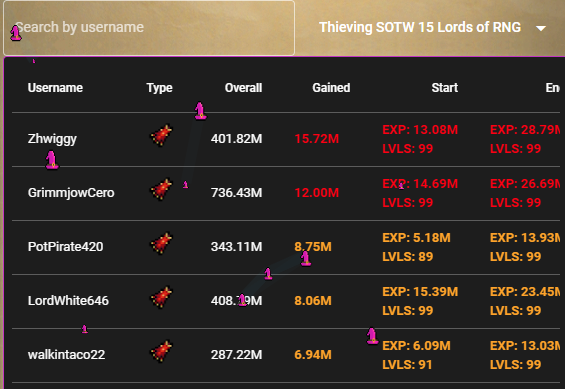 Search by username
Thieving SOTW 15 Lords of RNG
Username Type Overall Gained Start En
Zhwiggy 401.82M 15.72M EXP: 13.08M EXP: 28.79M
LVLS: 99 LVLS: 99
GrimmjowCero 736.43M 12.00M EXP: 14.69M EXP: 26.69M
LVLS: 99 LVLS: 99
PotPirate420 343.11M 8.75M EXP: 5.18M EXP: 13.93M
LVLS: 89 LVLS: 99
LordWhite646 8.06M EXP: 15.39M EXP: 23.45M
LVLS: 99 LVLS: 99
walkintaco22 287.22M 6.94M EXP: 6.09M EXP: 13.03M
LVLS: 91 LVLS: 99